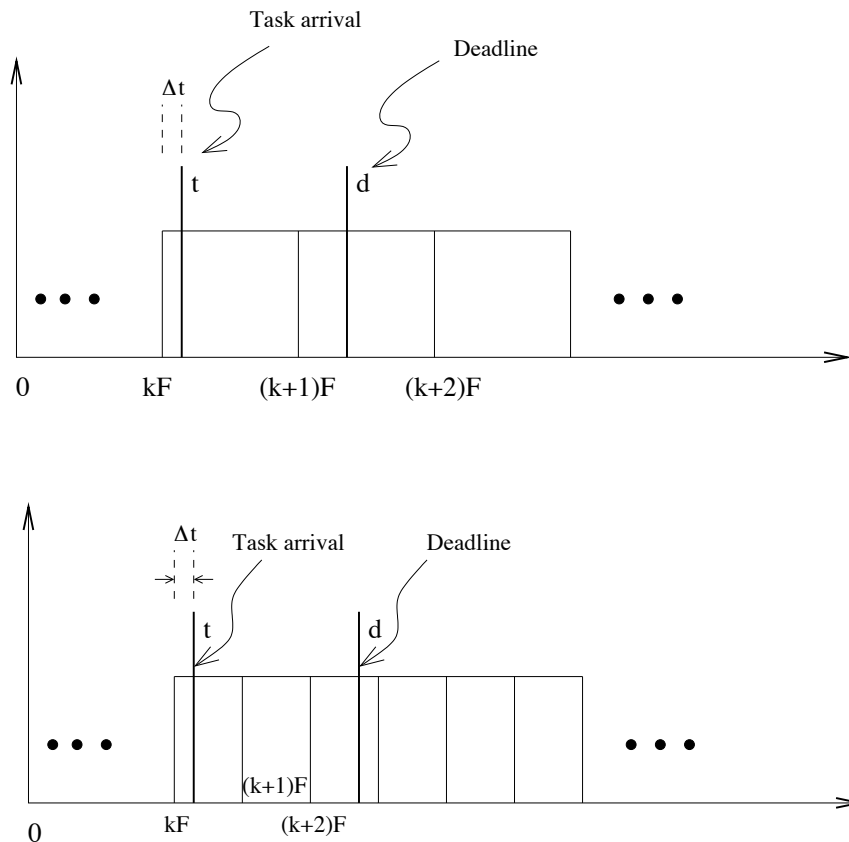 Task arrival
Deadline
Δt
t
d
0
kF
(k+1)F
(k+2)F
Δt
Task arrival
Deadline
t
d
(k+1)F
kF
(k+2)F
0